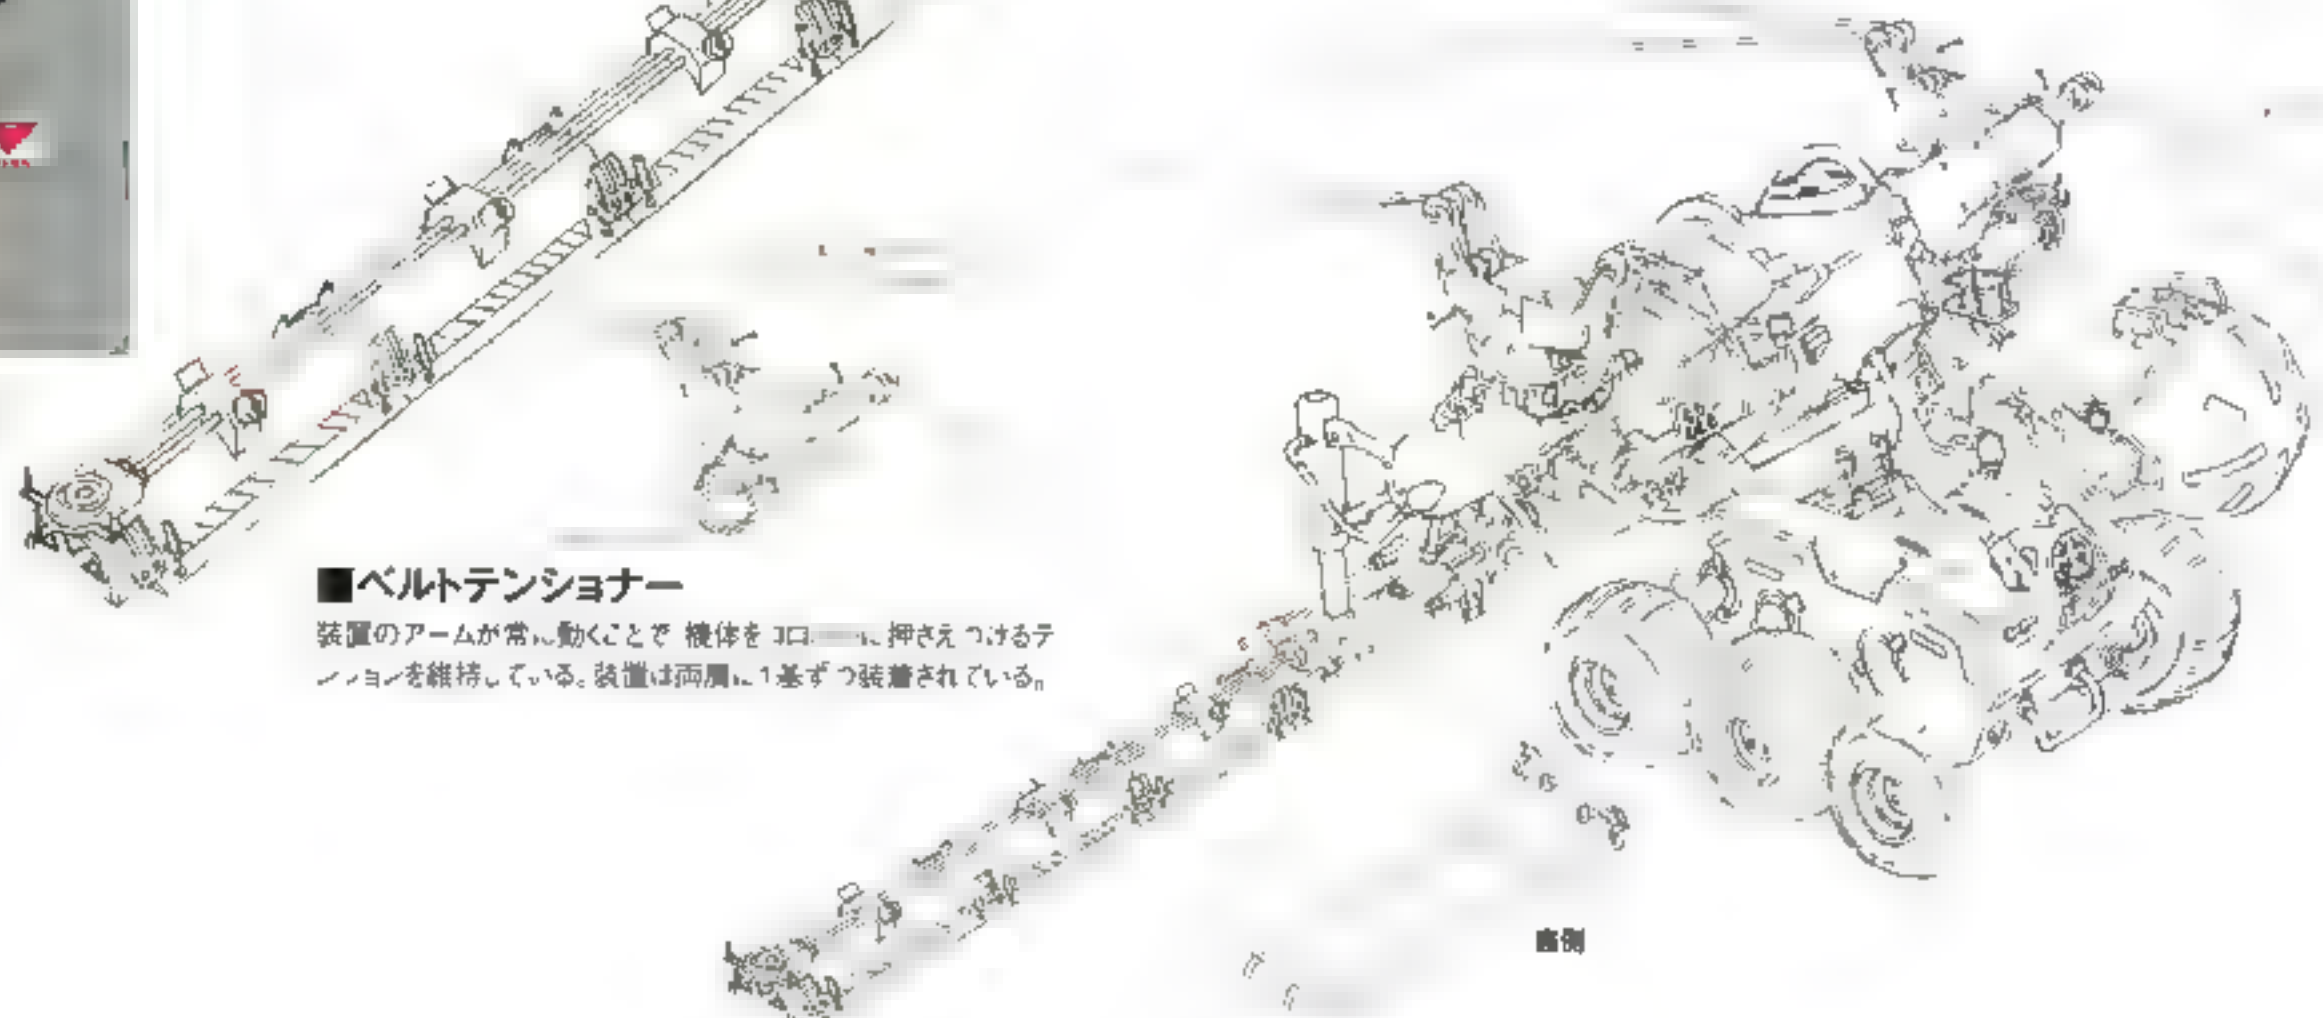 ■ベルトテンショナー
装置のアームが常に動くことで 機体を コロ に押さえつけるテ
ンションを維持している。装置は両肩に1基ずつ装着されている。
裏側